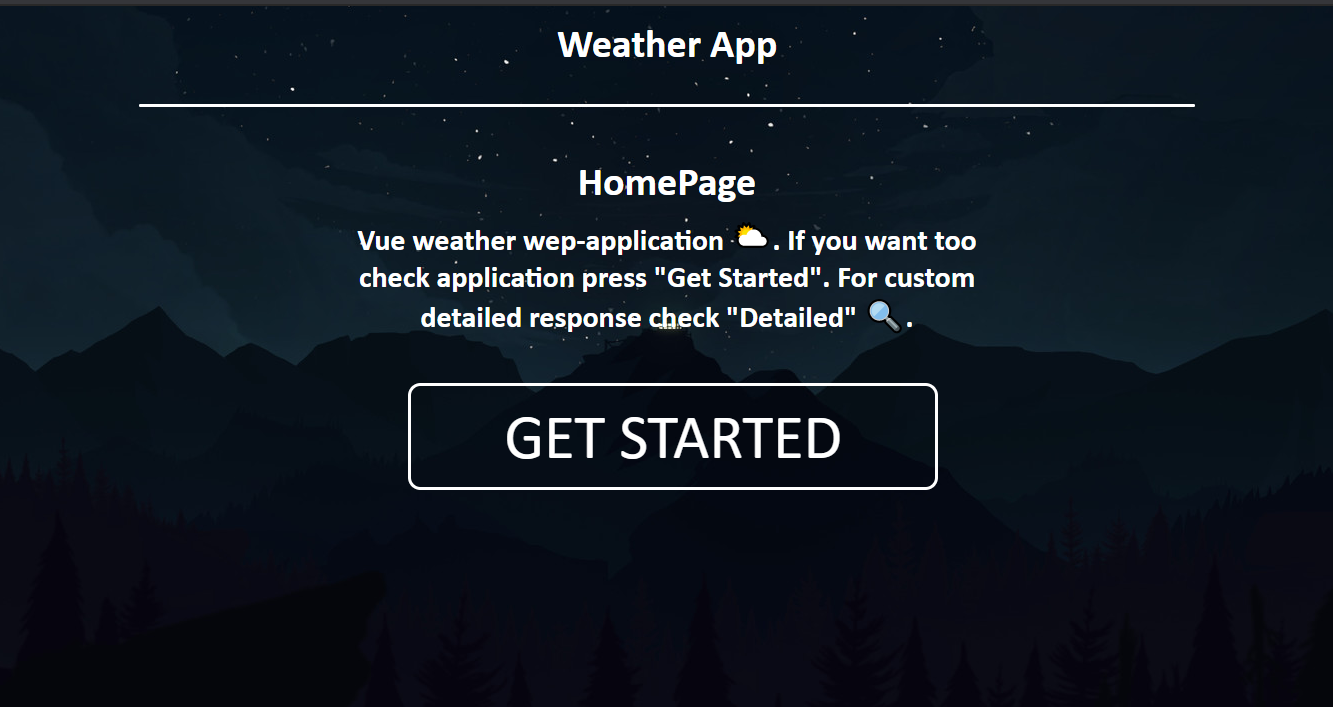 Weather App
HomePage
Vue weather wep-application ⛅. If you want too
check application press "Get Started". For custom
detailed response check "Detailed" 🔍.
GET STARTED